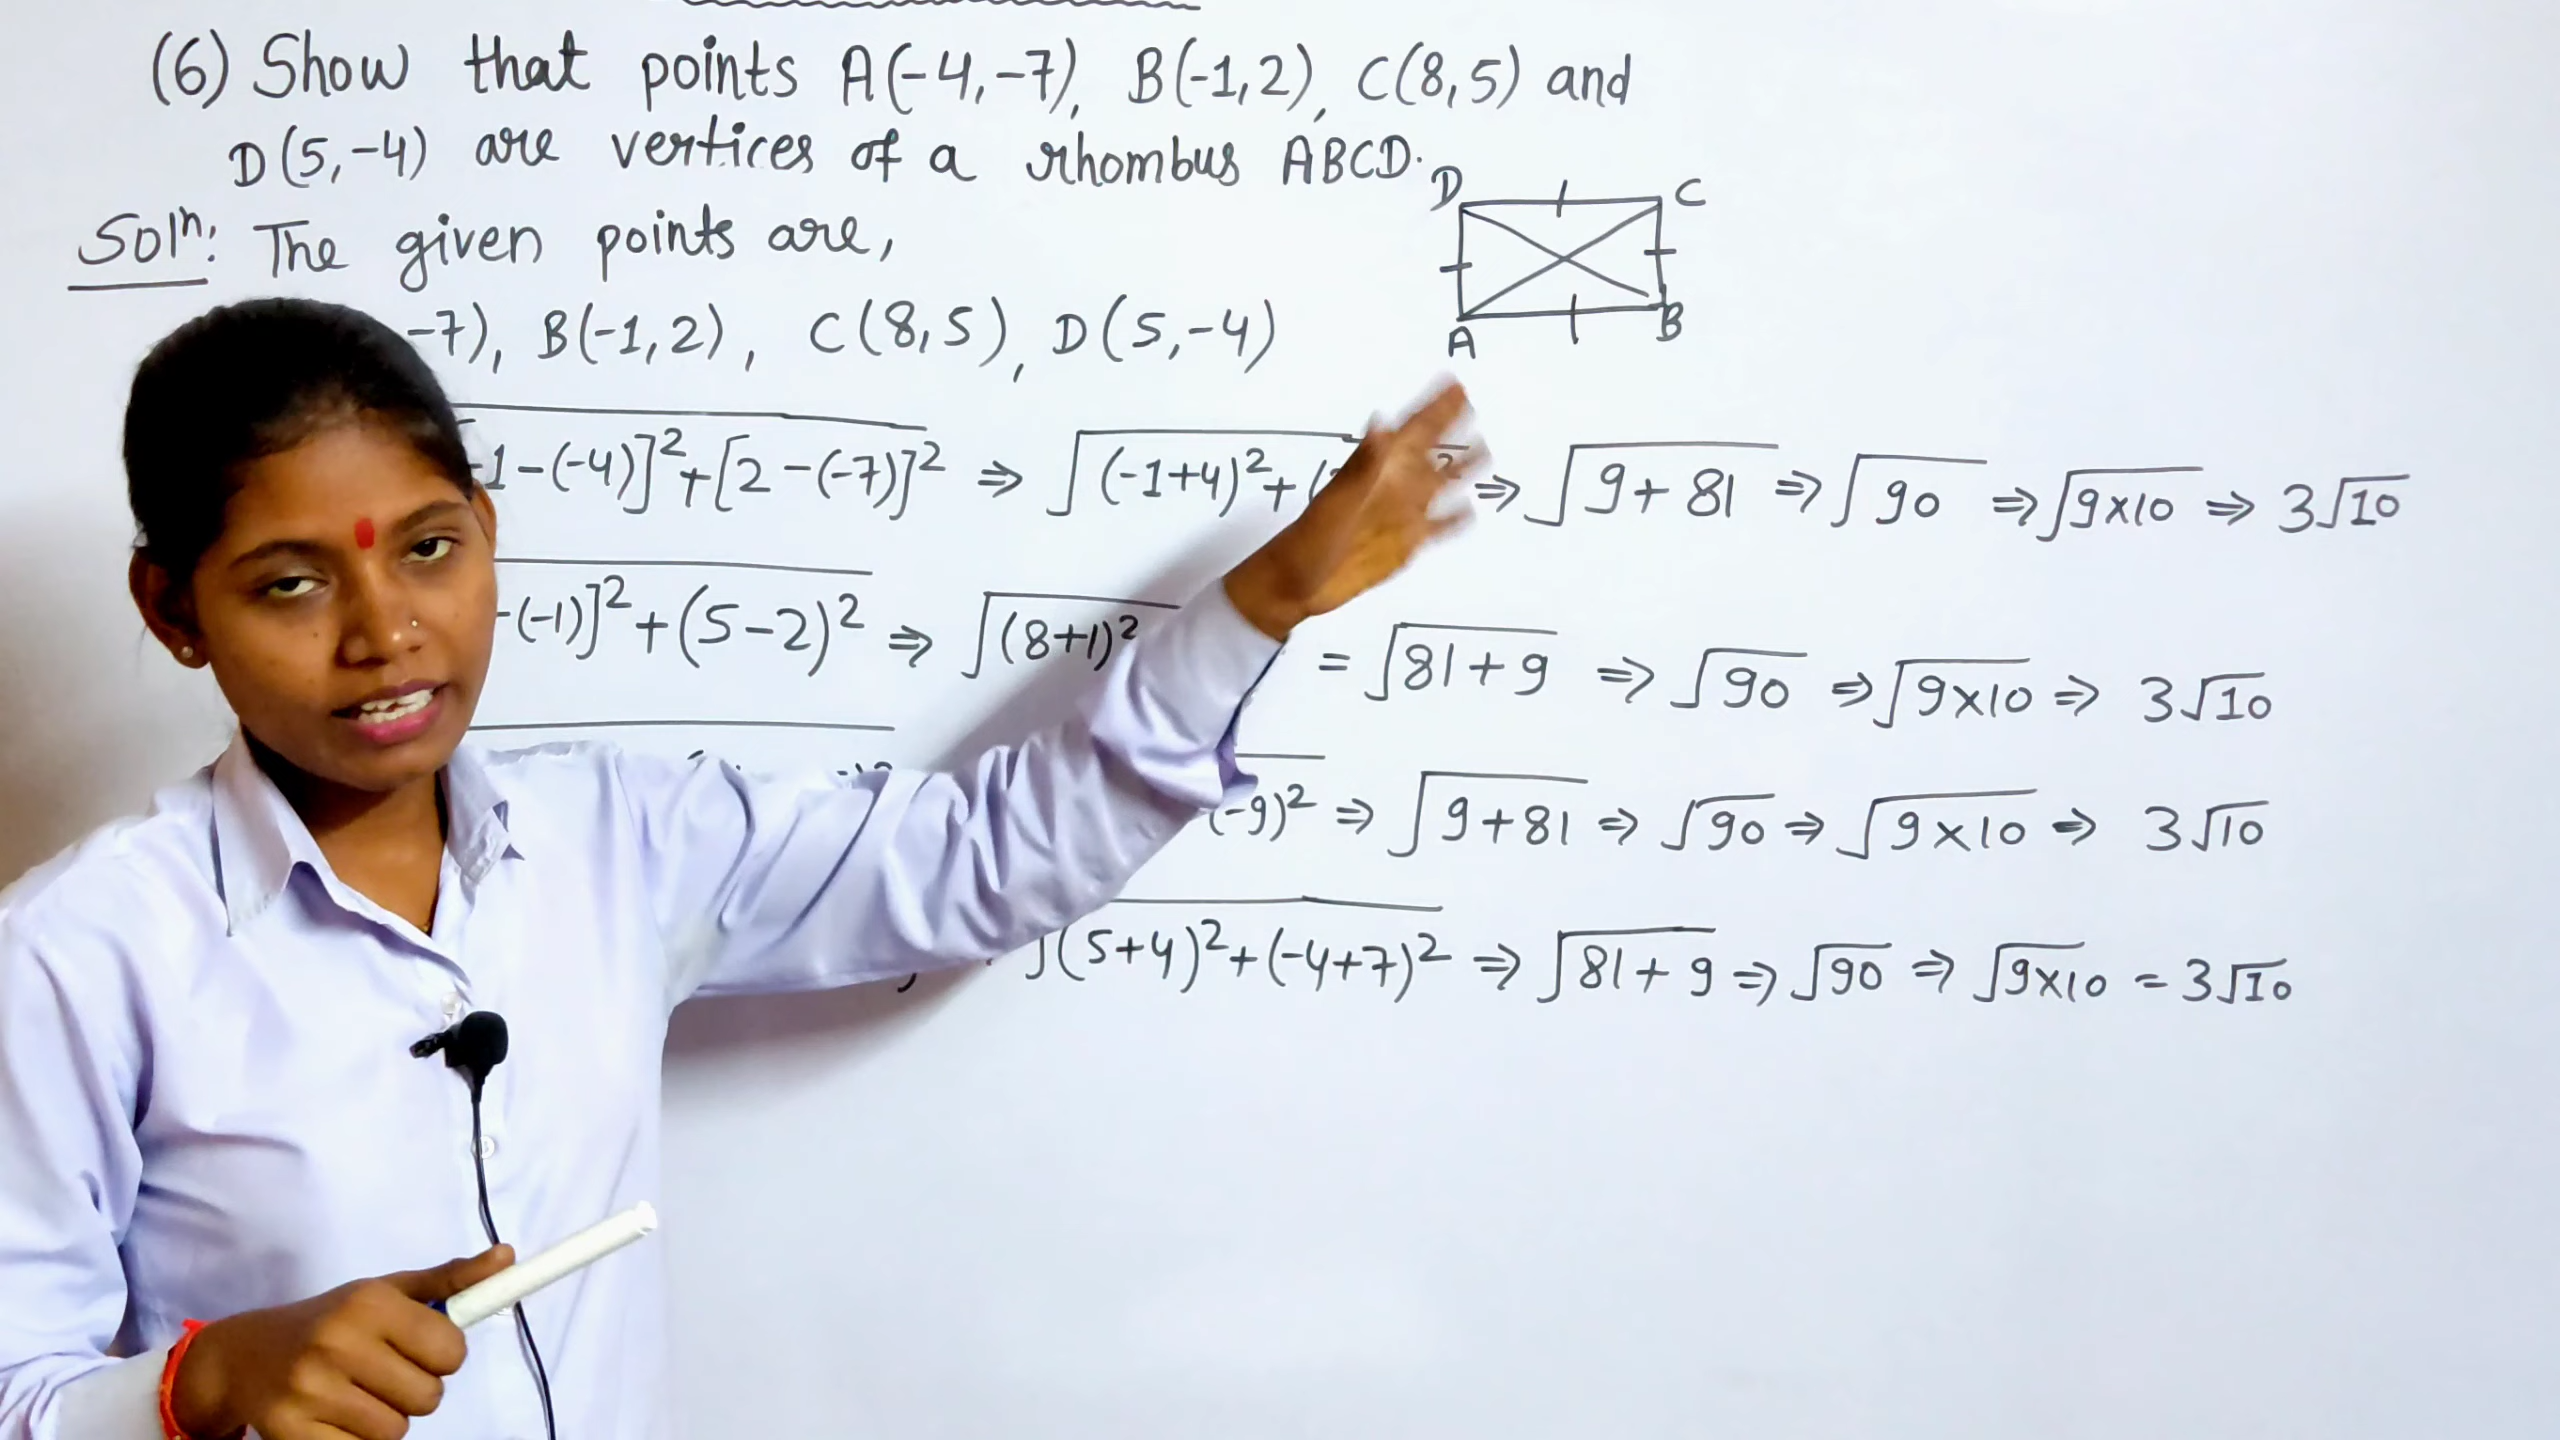 (6) Show that points A(-4,-7), B(-1,2), C(8,5) and
D(5,-4) are vertices of a rhombus ABCD.
D C
Solⁿ: The given points are,
-7), B(-1,2), C(8,5), D(5,-4)
A B
-1-(-4)]²+[2-(-7)]² ⇒ √(-1+4)²+( ² ⇒ √9+81 ⇒ √90 ⇒ √9×10 ⇒ 3√10
-(-1)]²+(5-2)² ⇒ √(8+1)² = √81+9 ⇒ √90 ⇒ √9×10 ⇒ 3√10
(-9)² ⇒ √9+81 ⇒ √90 ⇒ √9×10 ⇒ 3√10
√(5+4)²+(-4+7)² ⇒ √81+9 ⇒ √90 ⇒ √9×10 = 3√10